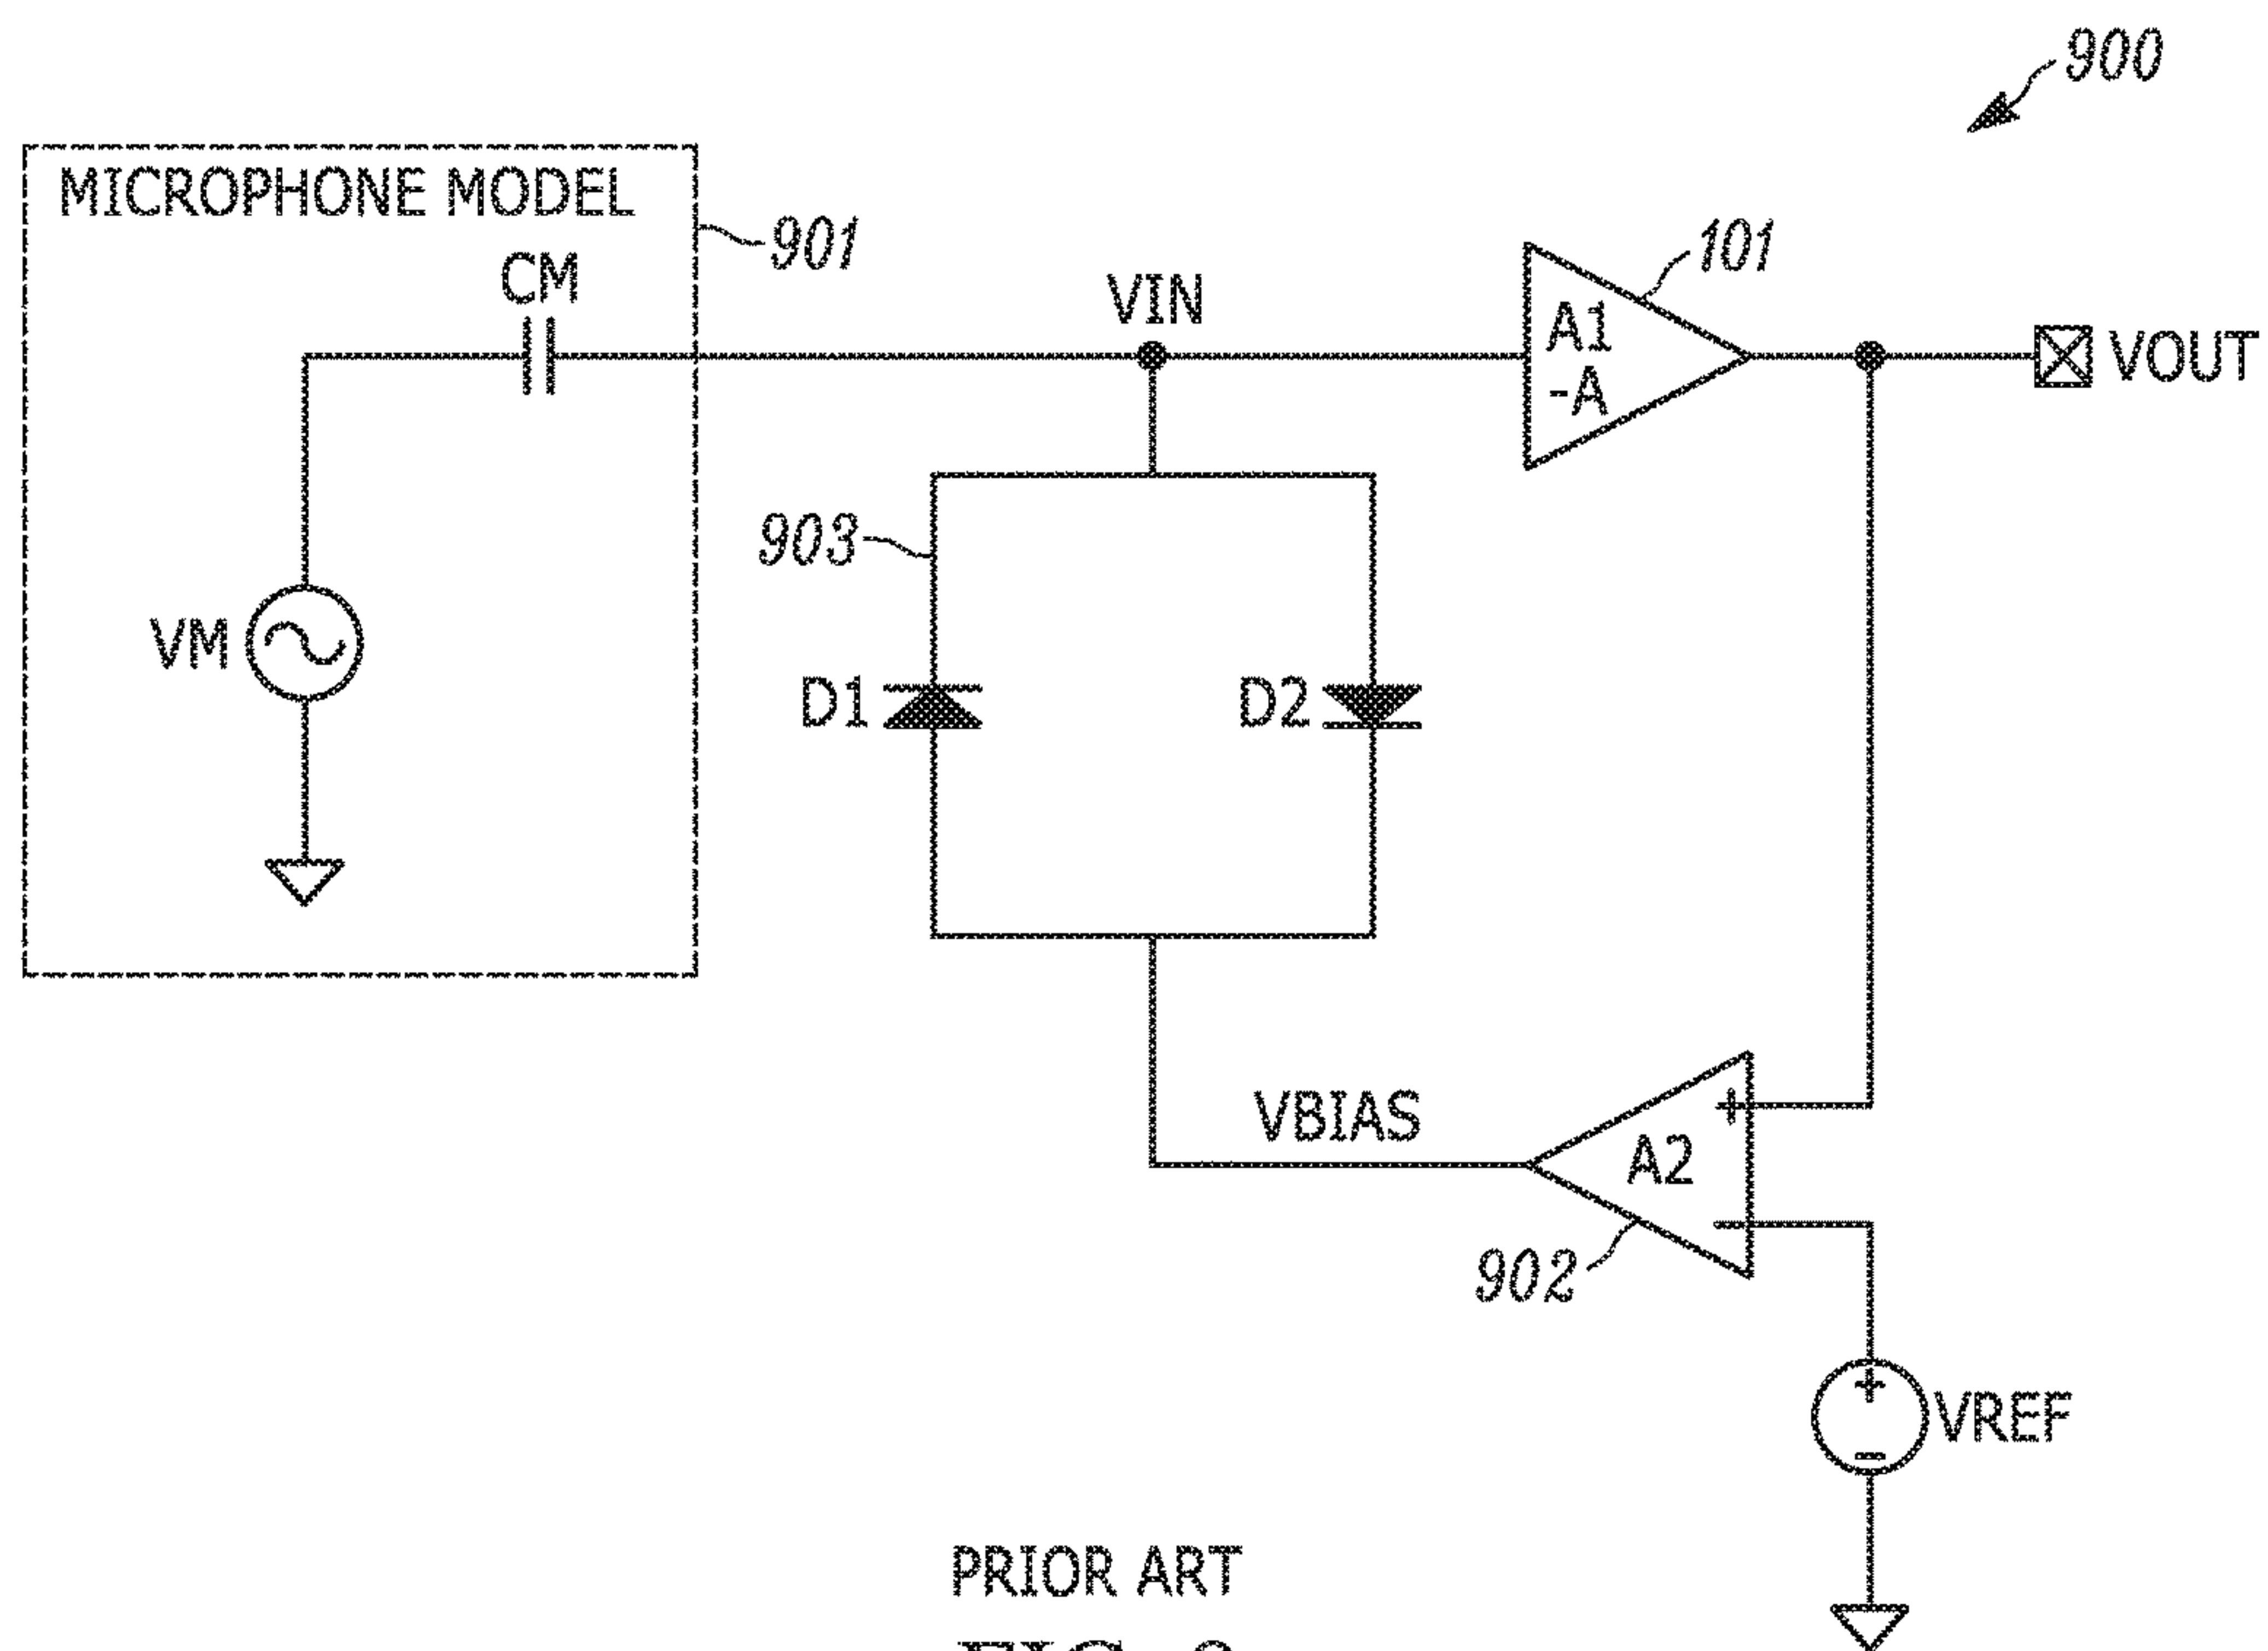 900
MICROPHONE MODEL
901
CM
VIN
101
A1
-A
VOUT
903
VM
D1
D2
VBIAS
+
A2
-
902
+
VREF
-
PRIOR ART